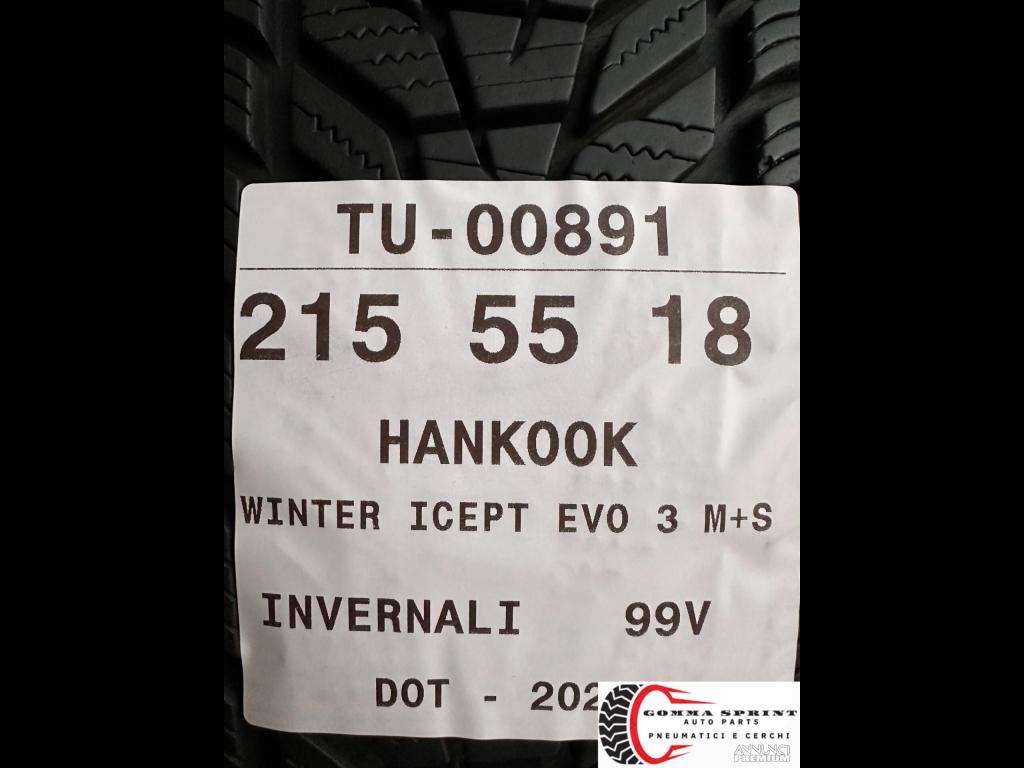 TU-00891
215 55 18
HANKOOK
WINTER ICEPT EVO 3 M+S
INVERNALI 99V
DOT - 202
GOMMA SPRINT
AUTO PARTS
PNEUMATICI E CERCHI
ANNUNCI
PREMIUM